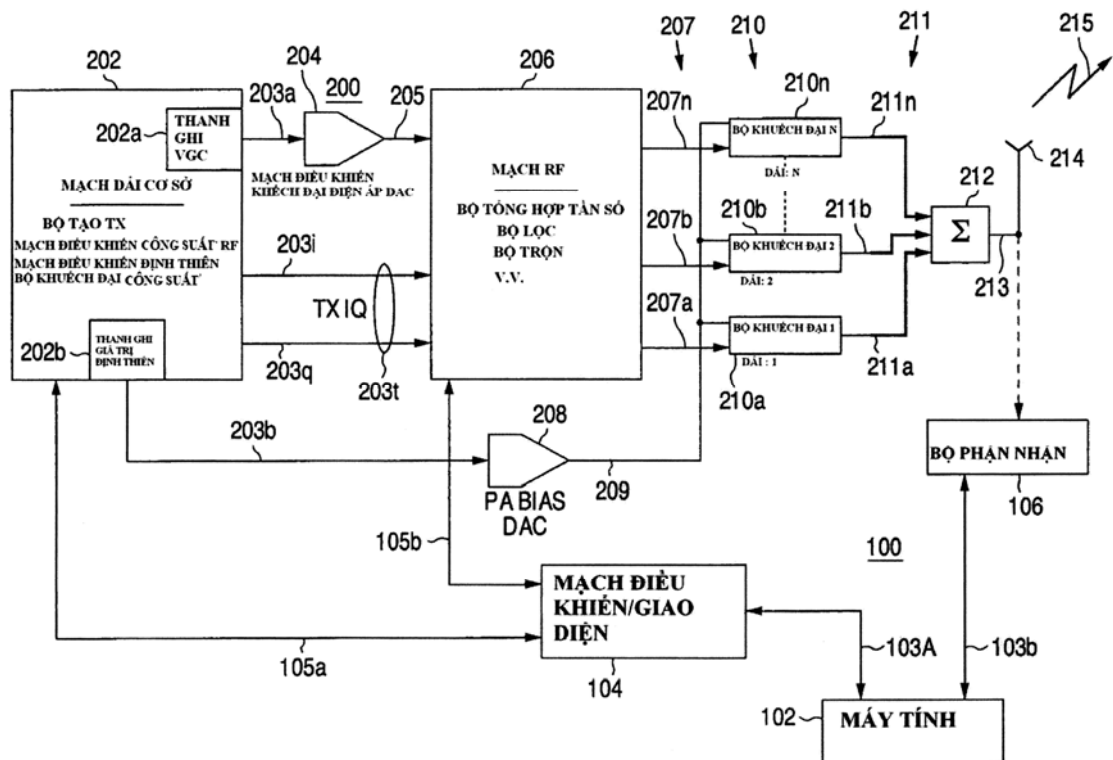 207
210
211
215
202
204
200
206
203a
205
210n
207n
211n
202a
THANH
GHI
VGC
BỘ KHUẾCH ĐẠI N
DẢI: N
214
MẠCH ĐIỀU KHIỂN
KHẾCH ĐẠI ĐIỆN ÁP DAC
MẠCH RF
BỘ TỔNG HỢP TẦN SỐ
BỘ LỌC
BỘ TRỘN
V.V.
MẠCH DẢI CƠ SỞ
BỘ TẠO TX
MẠCH ĐIỀU KHIỂN CÔNG SUẤT RF
MẠCH ĐIỀU KHIỂN ĐỊNH THIÊN
BỘ KHUẾCH ĐẠI CÔNG SUẤT
212
Σ
213
207b
210b
211b
BỘ KHUẾCH ĐẠI 2
DẢI: 2
203i
TX IQ
203q
203t
207a
BỘ KHUẾCH ĐẠI 1
DẢI : 1
210a
211a
202b
THANH GHI
GIÁ TRỊ
ĐỊNH THIÊN
203b
208
PA BIAS
DAC
209
BỘ PHẬN NHẬN
106
105b
100
MẠCH ĐIỀU
KHIỂN/GIAO
DIỆN
105a
104
103A
103b
102
MÁY TÍNH